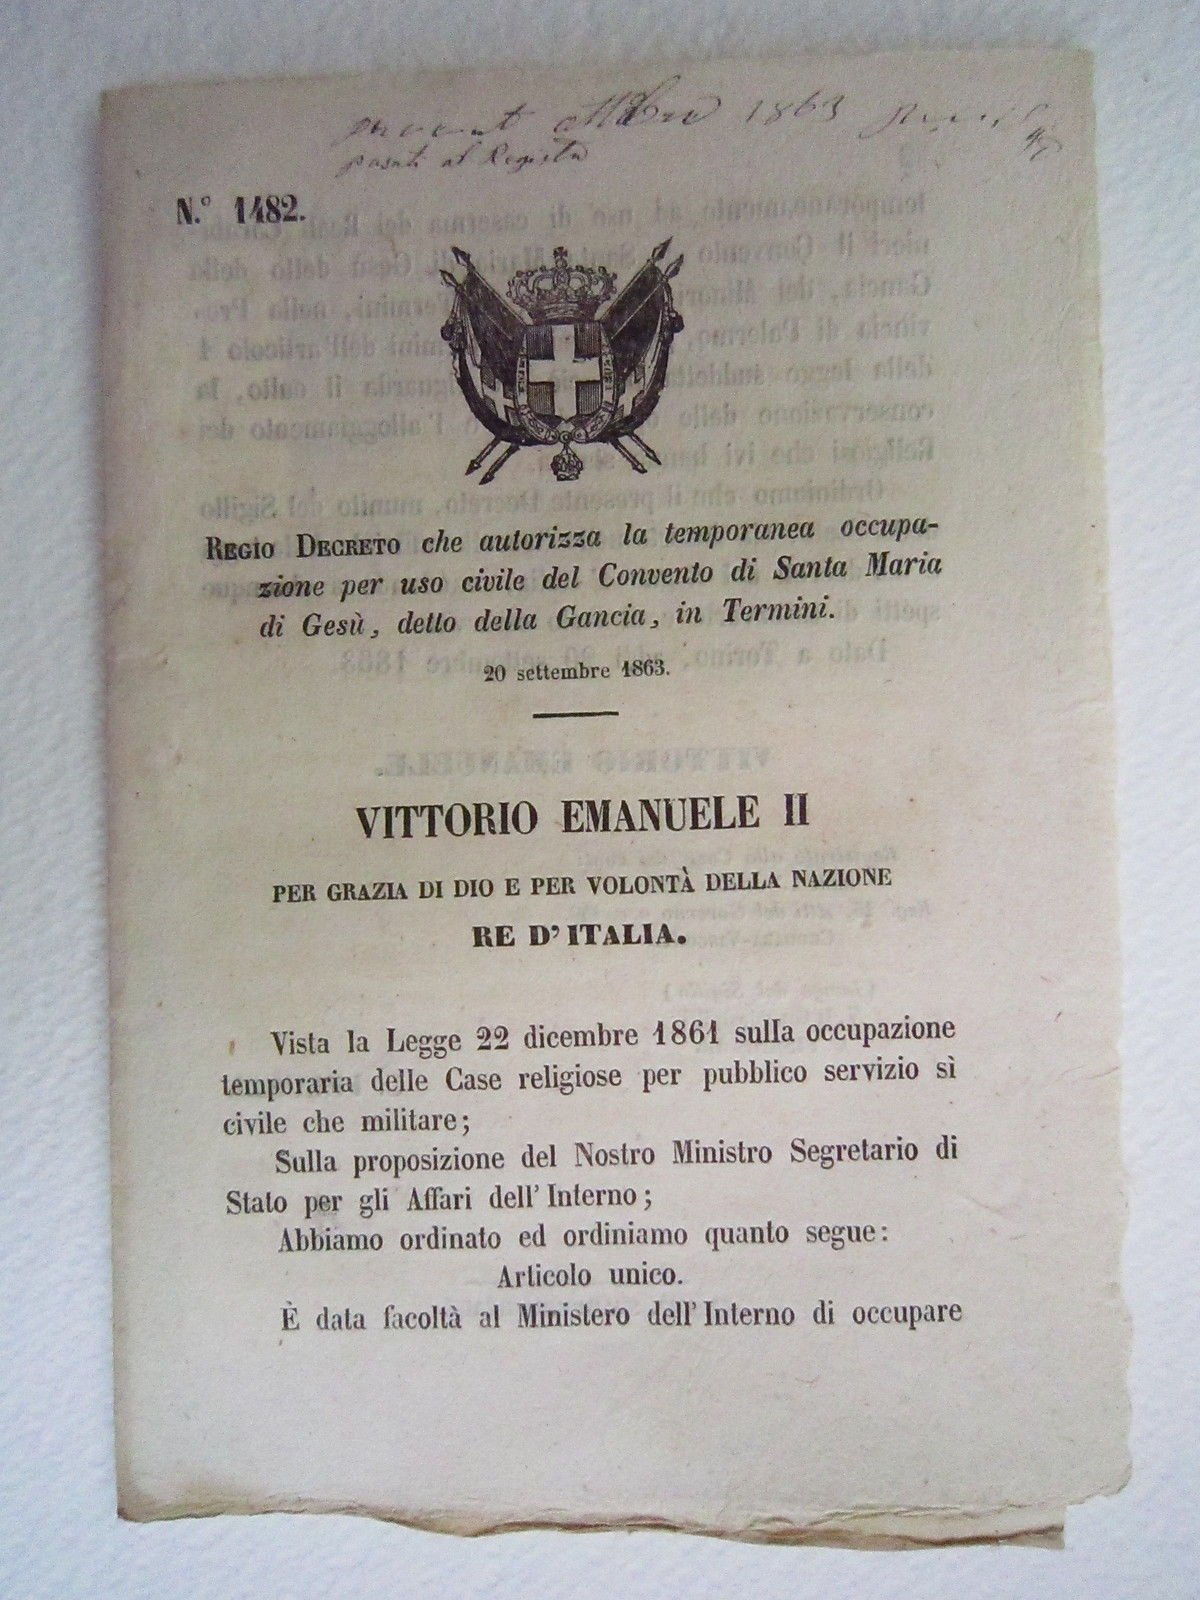 1863
passati al Registro
N.° 1482.
REGIO DECRETO che autorizza la temporanea occupa-
zione per uso civile del Convento di Santa Maria
di Gesù, detto della Gancia, in Termini.
20 settembre 1863.
VITTORIO EMANUELE II
PER GRAZIA DI DIO E PER VOLONTÀ DELLA NAZIONE
RE D'ITALIA.
Vista la Legge 22 dicembre 1861 sulla occupazione
temporaria delle Case religiose per pubblico servizio sì
civile che militare;
Sulla proposizione del Nostro Ministro Segretario di
Stato per gli Affari dell'Interno;
Abbiamo ordinato ed ordiniamo quanto segue:
Articolo unico.
È data facoltà al Ministero dell'Interno di occupare